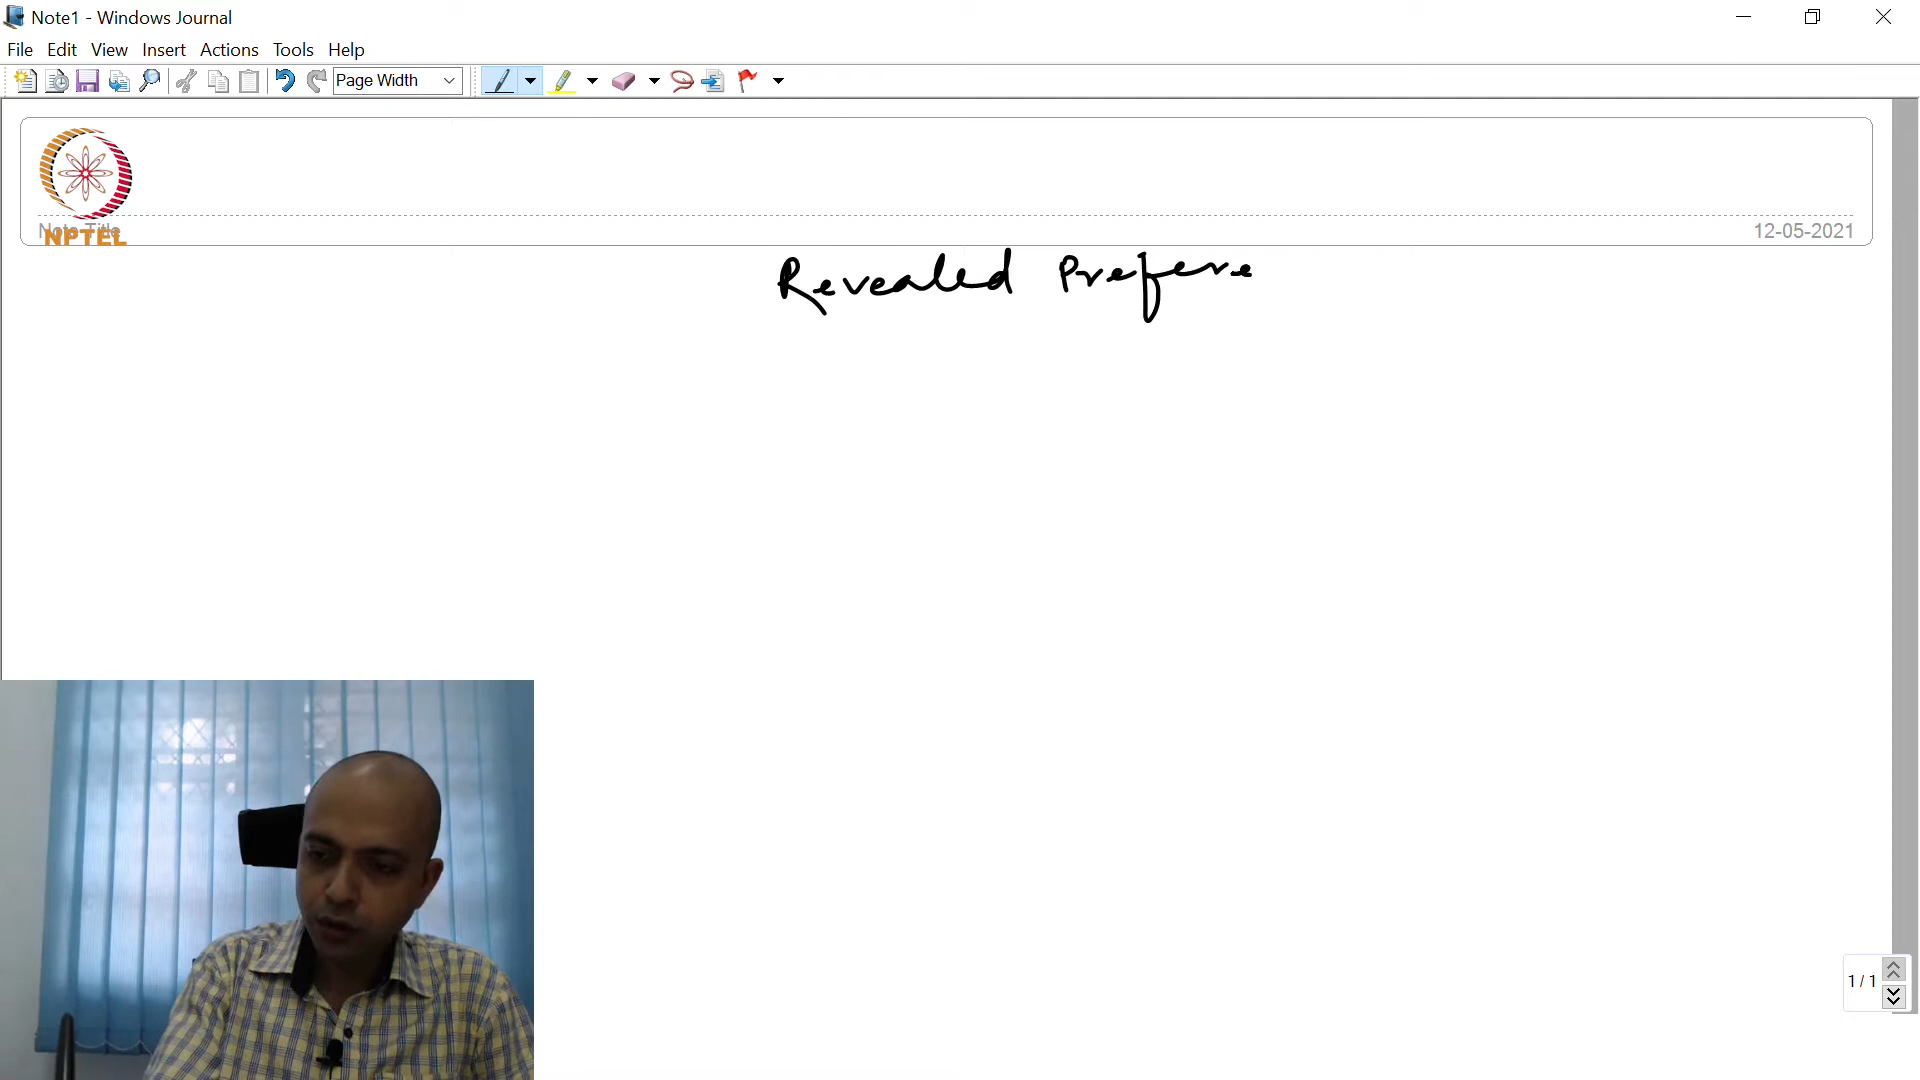 Note1 - Windows Journal
File Edit View Insert Actions Tools Help
Page Width
NPTEL
Note Title
12-05-2021
Revealed Prefere
1 / 1